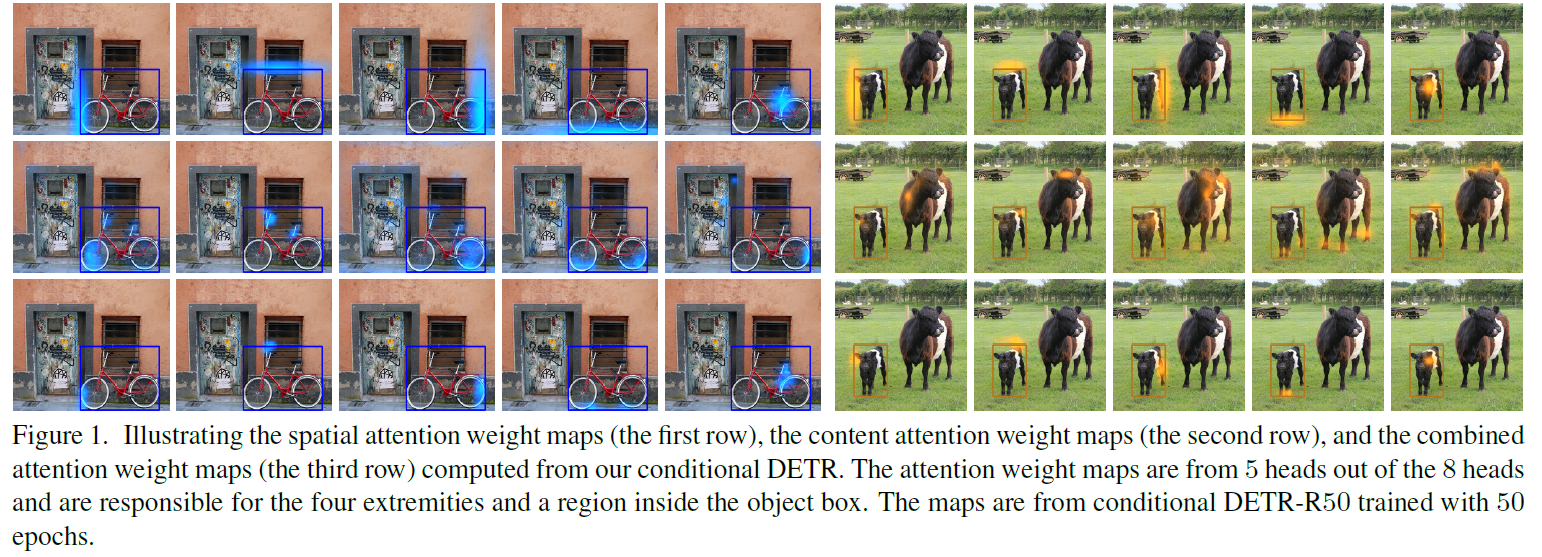 Figure 1. Illustrating the spatial attention weight maps (the first row), the content attention weight maps (the second row), and the combined
attention weight maps (the third row) computed from our conditional DETR. The attention weight maps are from 5 heads out of the 8 heads
and are responsible for the four extremities and a region inside the object box. The maps are from conditional DETR-R50 trained with 50
epochs.